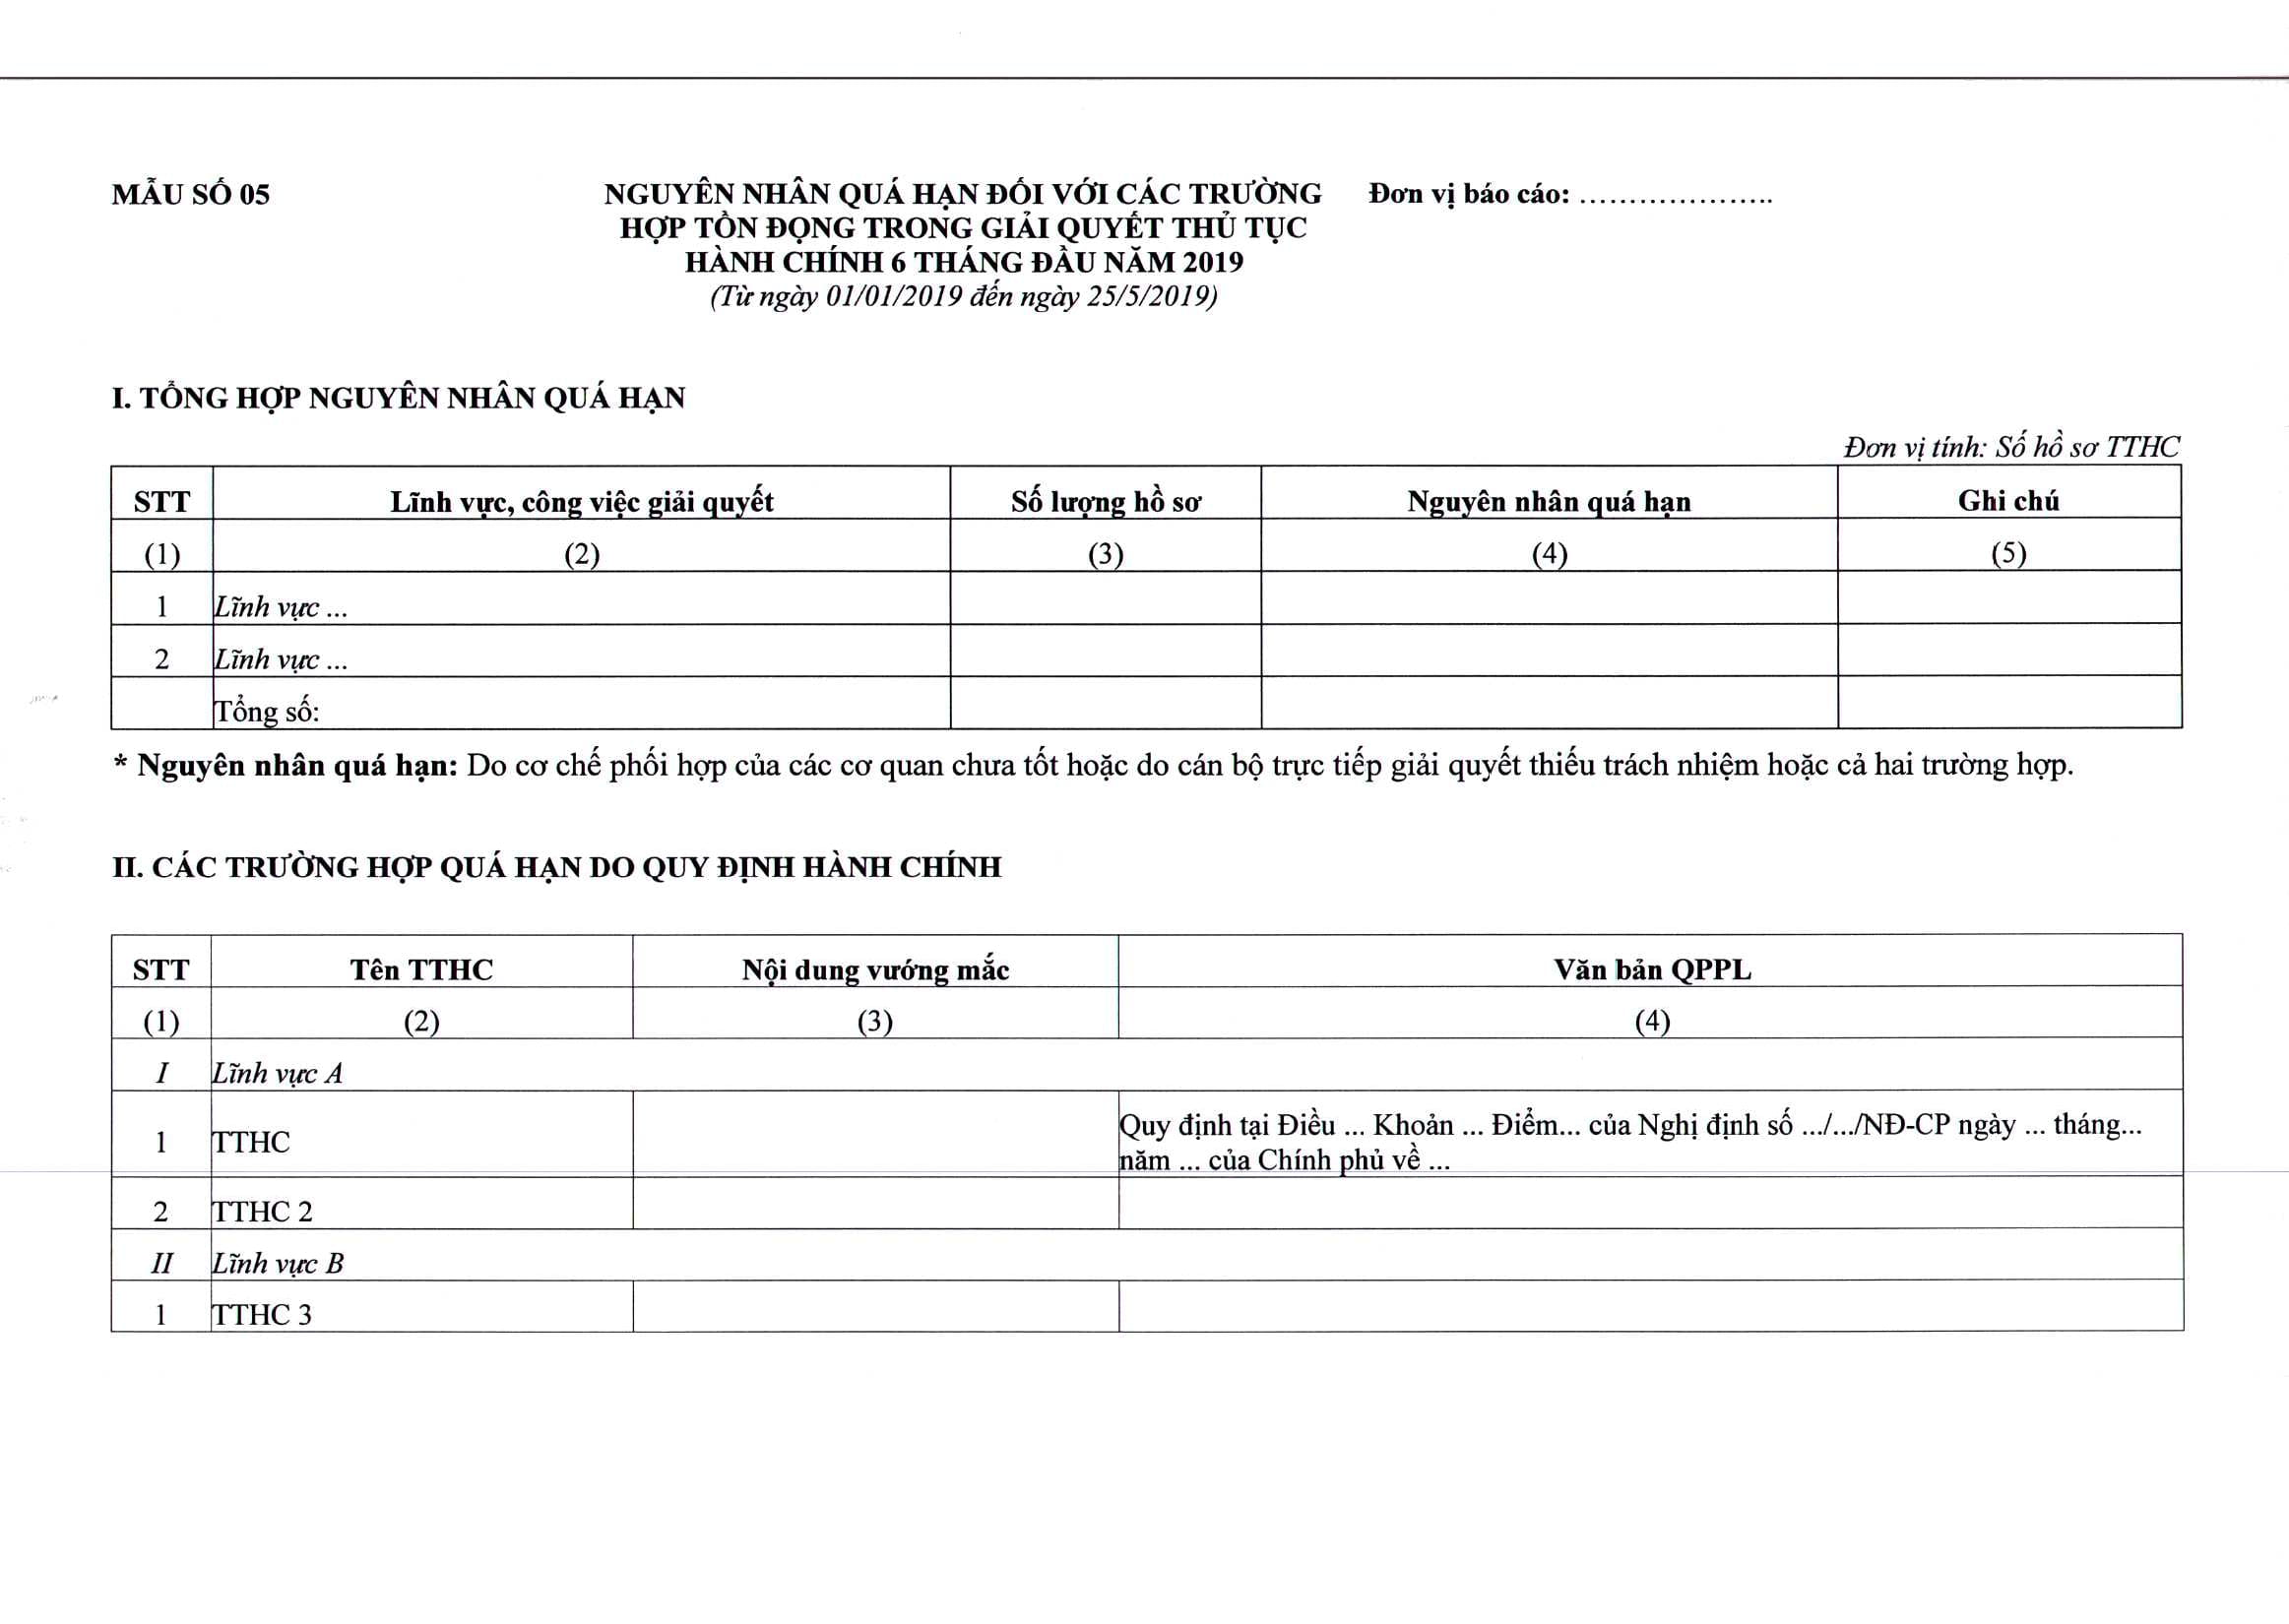 MẪU SỐ 05
NGUYÊN NHÂN QUÁ HẠN ĐỐI VỚI CÁC TRƯỜNG
HỢP TỒN ĐỌNG TRONG GIẢI QUYẾT THỦ TỤC
HÀNH CHÍNH 6 THÁNG ĐẦU NĂM 2019
(Từ ngày 01/01/2019 đến ngày 25/5/2019)
Đơn vị báo cáo: ....................
I. TỔNG HỢP NGUYÊN NHÂN QUÁ HẠN
Đơn vị tính: Số hồ sơ TTHC
STT Lĩnh vực, công việc giải quyết Số lượng hồ sơ Nguyên nhân quá hạn Ghi chú
(1) (2) (3) (4) (5)
1 Lĩnh vực ...
2 Lĩnh vực ...
Tổng số:
* Nguyên nhân quá hạn: Do cơ chế phối hợp của các cơ quan chưa tốt hoặc do cán bộ trực tiếp giải quyết thiếu trách nhiệm hoặc cả hai trường hợp.
II. CÁC TRƯỜNG HỢP QUÁ HẠN DO QUY ĐỊNH HÀNH CHÍNH
STT Tên TTHC Nội dung vướng mắc Văn bản QPPL
(1) (2) (3) (4)
I Lĩnh vực A
1 TTHC Quy định tại Điều ... Khoản ... Điểm... của Nghị định số .../.../NĐ-CP ngày ... tháng...
năm ... của Chính phủ về ...
2 TTHC 2
II Lĩnh vực B
1 TTHC 3